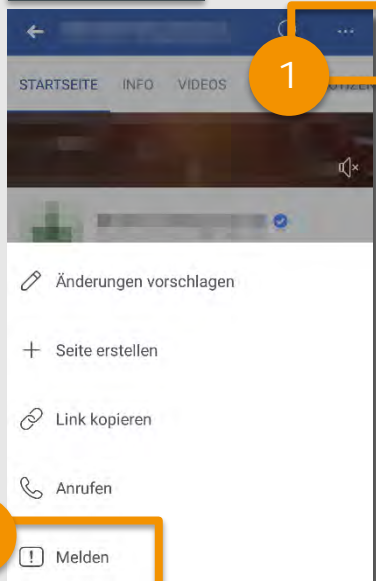 1
STARTSEITE INFO VIDEOS
Änderungen vorschlagen
Seite erstellen
Link kopieren
Anrufen
! Melden